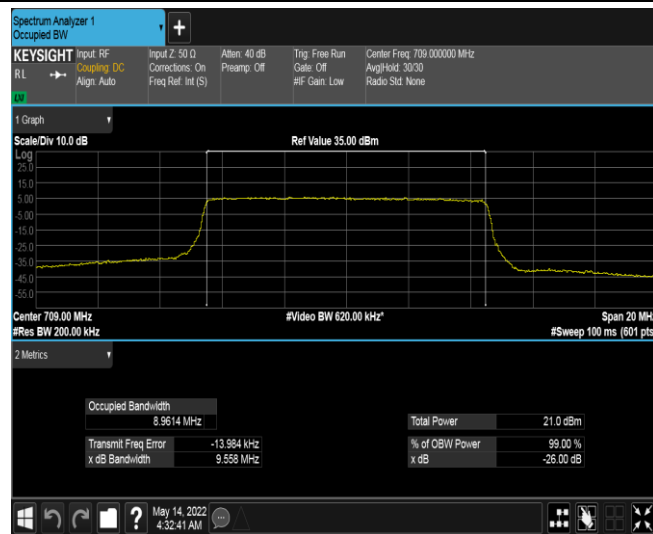 Spectrum Analyzer 1
Occupied BW
KEYSIGHT
RL
Input: RF
Coupling: DC
Align: Auto
Input Z: 50 Ω
Corrections: On
Freq Ref: Int (S)
Atten: 40 dB
Preamp: Off
Trig: Free Run
Gate: Off
#IF Gain: Low
Center Freq: 709.000000 MHz
Avg|Hold: 30/30
Radio Std: None
1 Graph
Scale/Div 10.0 dB
Ref Value 35.00 dBm
Log
25.0
15.0
5.00
-5.00
-15.0
-25.0
-35.0
-45.0
-55.0
Center 709.00 MHz
#Video BW 620.00 kHz*
Span 20 MHz
#Res BW 200.00 kHz
#Sweep 100 ms (601 pts
2 Metrics
Occupied Bandwidth
8.9614 MHz
Total Power 21.0 dBm
Transmit Freq Error -13.984 kHz
% of OBW Power 99.00 %
x dB Bandwidth 9.558 MHz
x dB -26.00 dB
?
May 14, 2022
4:32:41 AM